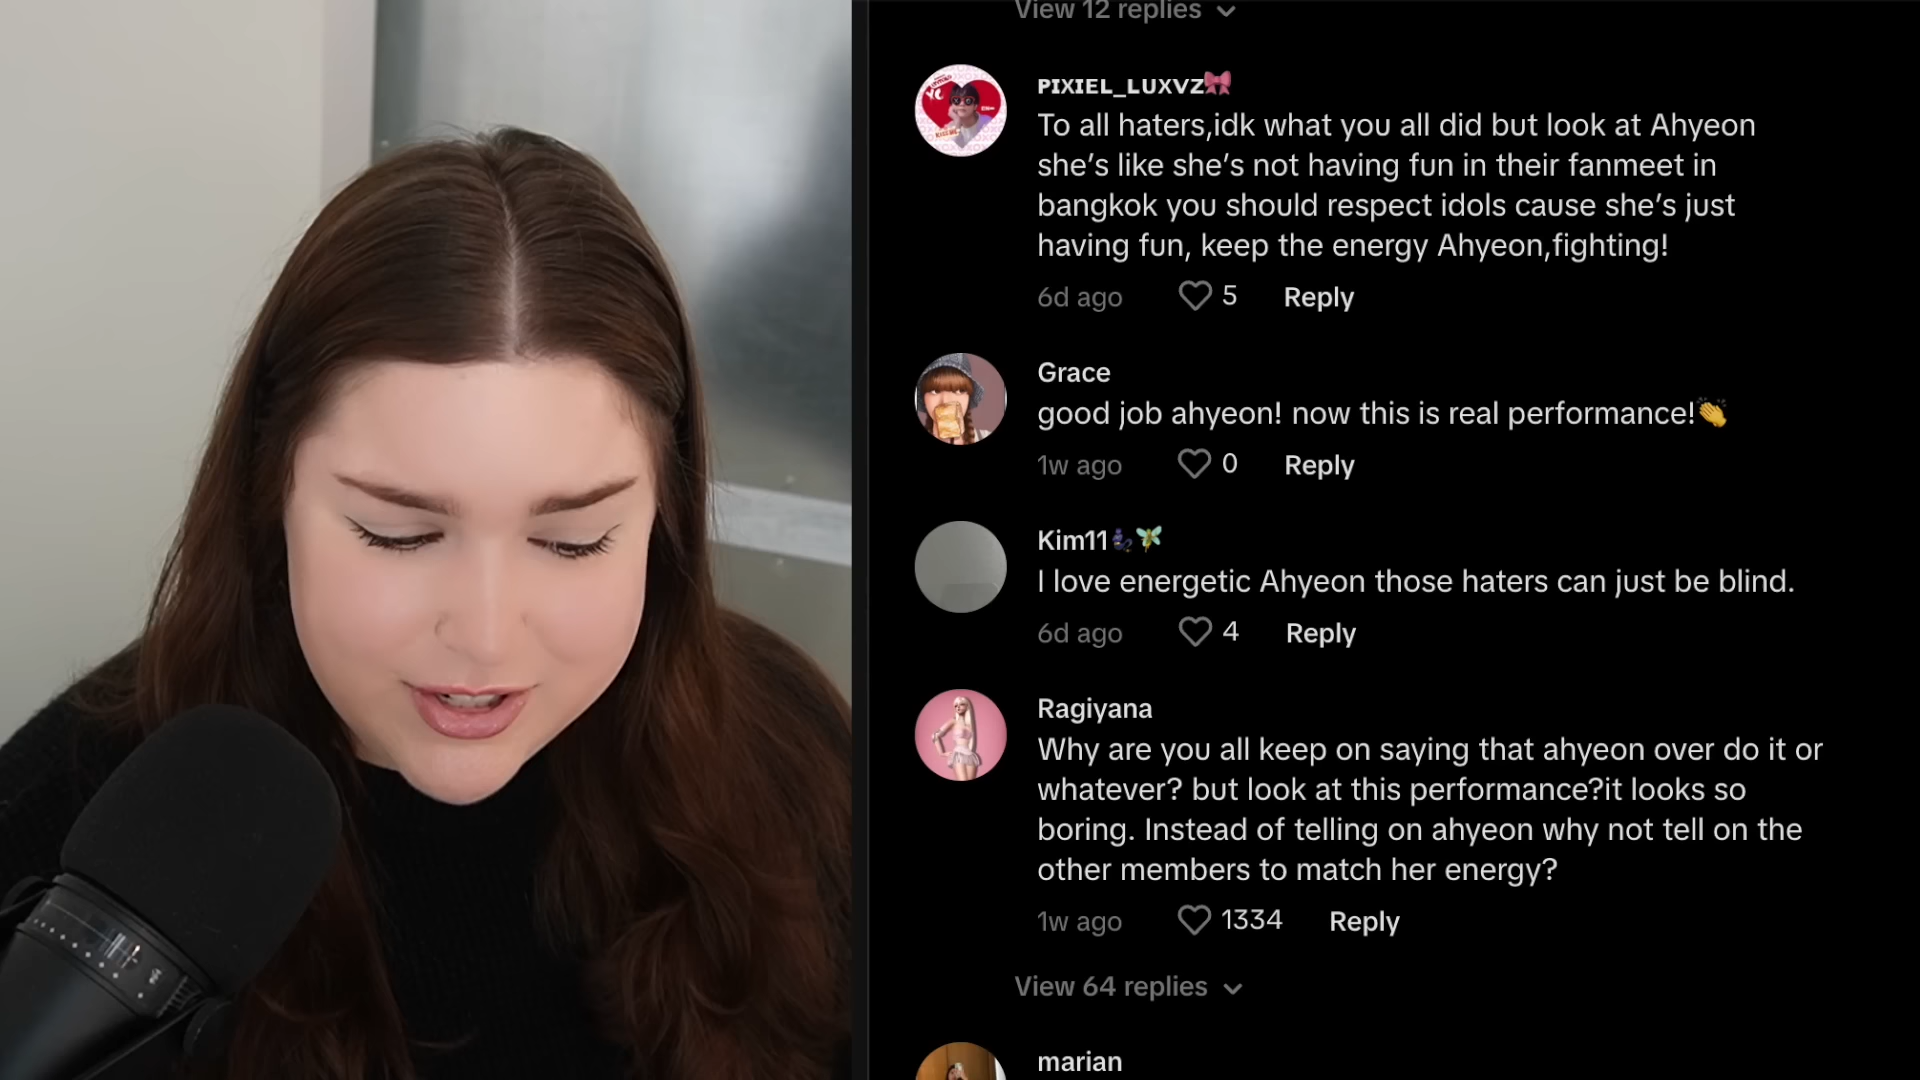 View 12 replies
PIXIEL_LUXVZ🎀
To all haters,idk what you all did but look at Ahyeon
she’s like she’s not having fun in their fanmeet in
bangkok you should respect idols cause she’s just
having fun, keep the energy Ahyeon,fighting!
6d ago 5 Reply
Grace
good job ahyeon! now this is real performance!👏
1w ago 0 Reply
Kim11
I love energetic Ahyeon those haters can just be blind.
6d ago 4 Reply
Ragiyana
Why are you all keep on saying that ahyeon over do it or
whatever? but look at this performance?it looks so
boring. Instead of telling on ahyeon why not tell on the
other members to match her energy?
1w ago 1334 Reply
View 64 replies
marian